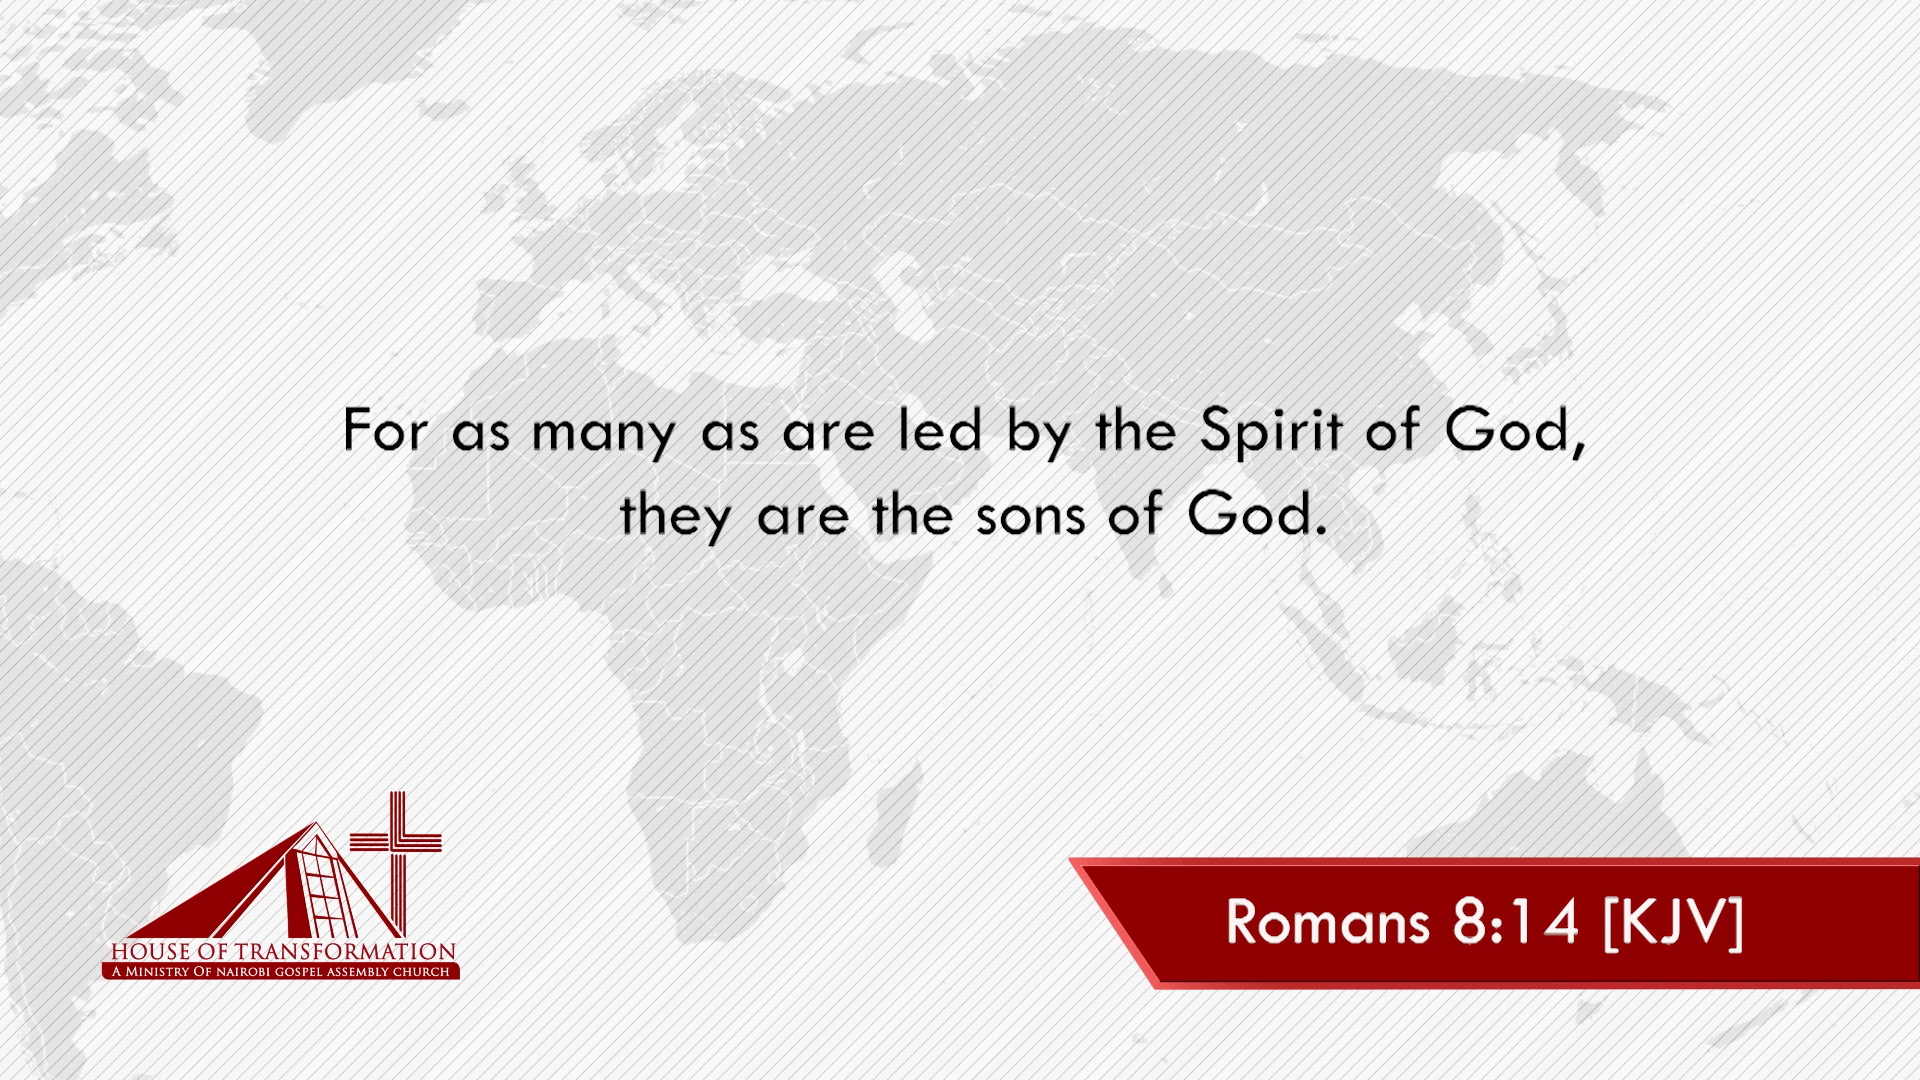 For as many as are led by the Spirit of God,
they are the sons of God.
HOUSE OF TRANSFORMATION
A MINISTRY OF NAIROBI GOSPEL ASSEMBLY CHURCH
Romans 8:14 [KJV]